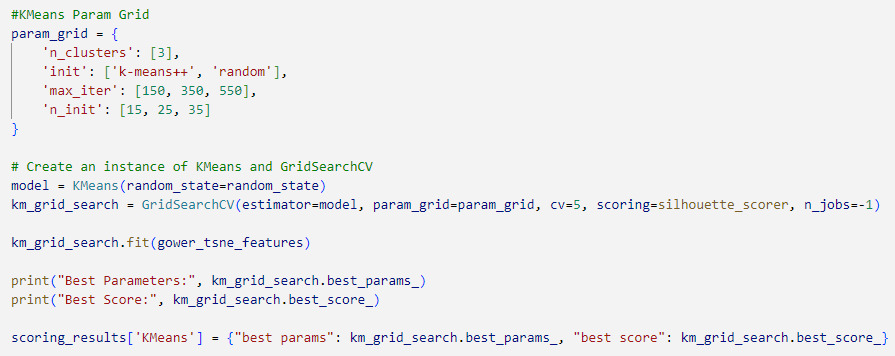 #KMeans Param Grid
param_grid = {
    'n_clusters': [3],
    'init': ['k-means++', 'random'],
    'max_iter': [150, 350, 550],
    'n_init': [15, 25, 35]
}
# Create an instance of KMeans and GridSearchCV
model = KMeans(random_state=random_state)
km_grid_search = GridSearchCV(estimator=model, param_grid=param_grid, cv=5, scoring=silhouette_scorer, n_jobs=-1)
km_grid_search.fit(gower_tsne_features)
print("Best Parameters:", km_grid_search.best_params_)
print("Best Score:", km_grid_search.best_score_)
scoring_results['KMeans'] = {"best params": km_grid_search.best_params_, "best score": km_grid_search.best_score_}